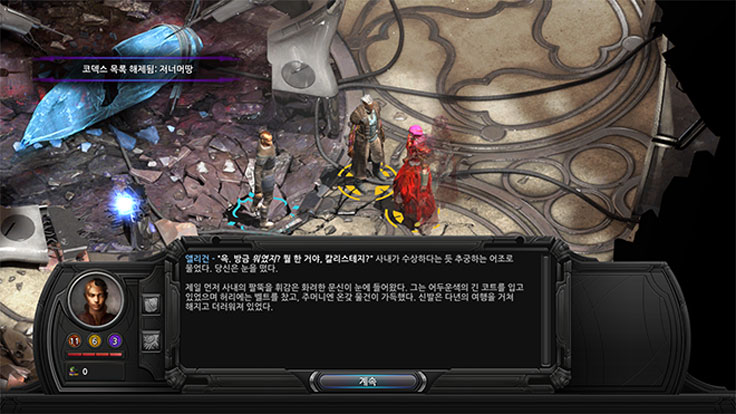 코덱스 목록 해제됨: 저너머땅
앨리건 - "윽. 방금 뭐였지? 뭘 한 거야, 칼리스테지?" 사내가 수상하다는 듯 추궁하는 어조로
물었다. 당신은 눈을 떴다.
제일 먼저 사내의 팔뚝을 휘감은 화려한 문신이 눈에 들어왔다. 그는 어두운색의 긴 코트를 입고
있었으며 허리에는 벨트를 찼고, 주머니엔 온갖 물건이 가득했다. 신발은 다년의 여행을 거쳐
해지고 더러워져 있었다.
11 6 3
0
계속